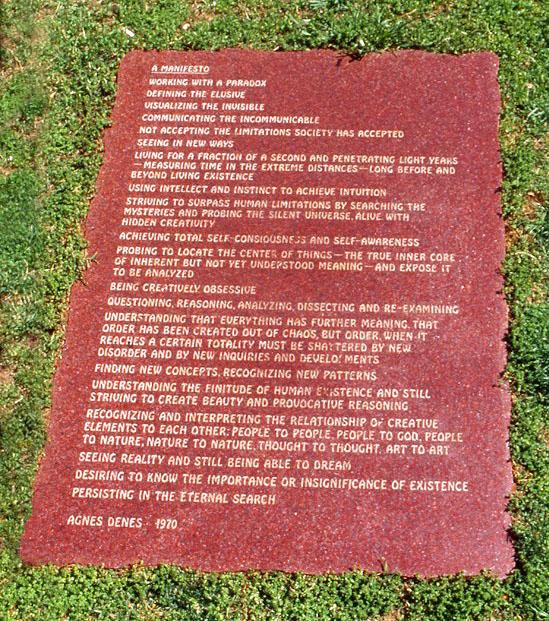 A MANIFESTO
WORKING WITH A PARADOX
DEFINING THE ELUSIVE
VISUALIZING THE INVISIBLE
COMMUNICATING THE INCOMMUNICABLE
NOT ACCEPTING THE LIMITATIONS SOCIETY HAS ACCEPTED
SEEING IN NEW WAYS
LIVING FOR A FRACTION OF A SECOND AND PENETRATING LIGHT YEARS
—MEASURING TIME IN THE EXTREME DISTANCES—LONG BEFORE AND
BEYOND LIVING EXISTENCE
USING INTELLECT AND INSTINCT TO ACHIEVE INTUITION
STRIVING TO SURPASS HUMAN LIMITATIONS BY SEARCHING THE
MYSTERIES AND PROBING THE SILENT UNIVERSE, ALIVE WITH
HIDDEN CREATIVITY
ACHIEVING TOTAL SELF-CONSIOUSNESS AND SELF-AWARENESS
PROBING TO LOCATE THE CENTER OF THINGS—THE TRUE INNER CORE
OF INHERENT BUT NOT YET UNDERSTOOD MEANING—AND EXPOSE IT
TO BE ANALYZED
BEING CREATIVELY OBSESSIVE
QUESTIONING, REASONING, ANALYZING, DISSECTING AND RE-EXAMINING
UNDERSTANDING THAT EVERYTHING HAS FURTHER MEANING, THAT
ORDER HAS BEEN CREATED OUT OF CHAOS, BUT ORDER, WHEN IT
REACHES A CERTAIN TOTALITY MUST BE SHATTERED BY NEW
DISORDER AND BY NEW INQUIRIES AND DEVELOPMENTS
FINDING NEW CONCEPTS, RECOGNIZING NEW PATTERNS
UNDERSTANDING THE FINITUDE OF HUMAN EXISTENCE AND STILL
STRIVING TO CREATE BEAUTY AND PROVOCATIVE REASONING
RECOGNIZING AND INTERPRETING THE RELATIONSHIP OF CREATIVE
ELEMENTS TO EACH OTHER: PEOPLE TO PEOPLE, PEOPLE TO GOD, PEOPLE
TO NATURE, NATURE TO NATURE, THOUGHT TO THOUGHT, ART TO ART
SEEING REALITY AND STILL BEING ABLE TO DREAM
DESIRING TO KNOW THE IMPORTANCE OR INSIGNIFICANCE OF EXISTENCE
PERSISTING IN THE ETERNAL SEARCH
AGNES DENES 1970